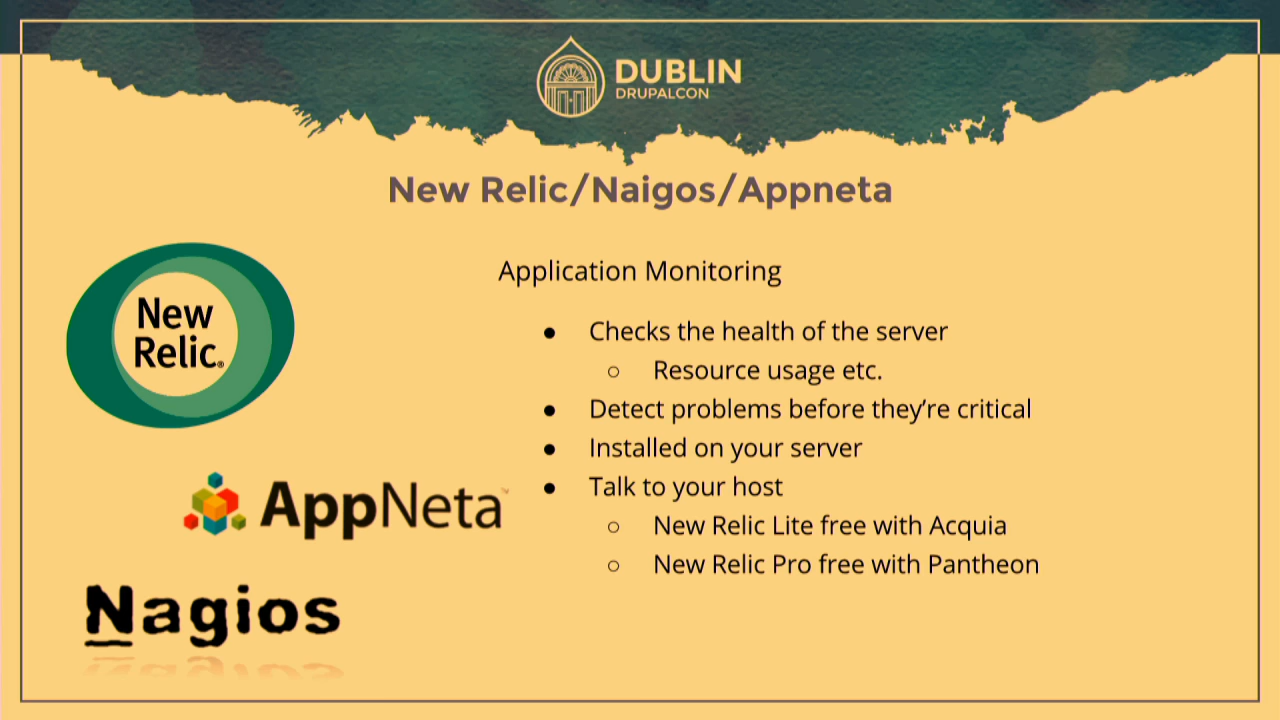 DUBLIN
DRUPALCON
New Relic/Naigos/Appneta
New
Relic®
AppNeta™
Nagios
Application Monitoring
● Checks the health of the server
○ Resource usage etc.
● Detect problems before they’re critical
● Installed on your server
● Talk to your host
○ New Relic Lite free with Acquia
○ New Relic Pro free with Pantheon